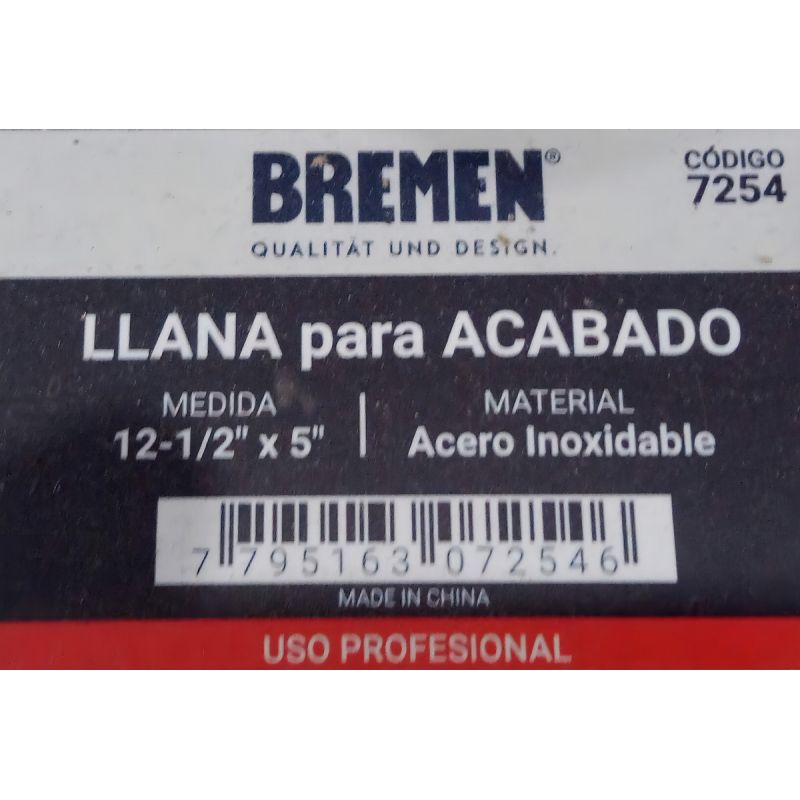 BREMEN®
QUALITÄT UND DESIGN.
CÓDIGO
7254
LLANA para ACABADO
MEDIDA
12-1/2" x 5"
MATERIAL
Acero Inoxidable
7 795163 072546
MADE IN CHINA
USO PROFESIONAL